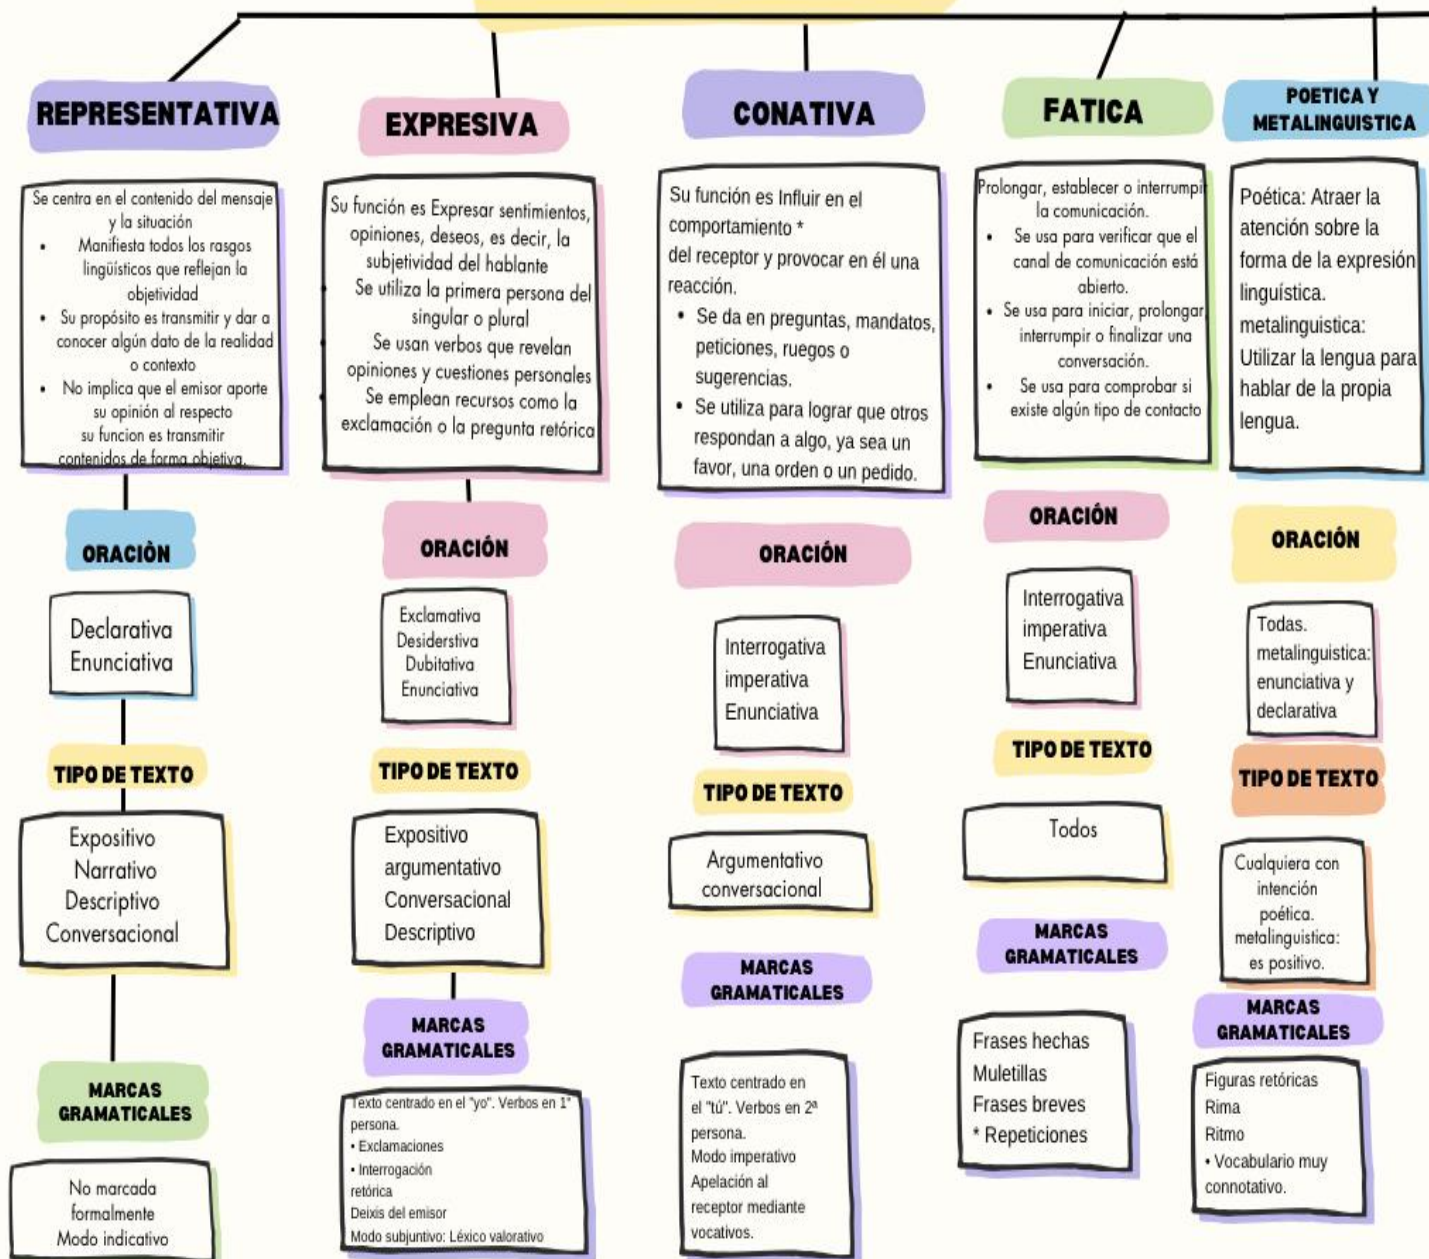 REPRESENTATIVA
Se centra en el contenido del mensaje
y la situación
• Manifiesta todos los rasgos
lingüísticos que reflejan la
objetividad
• Su propósito es transmitir y dar a
conocer algún dato de la realidad
o contexto
• No implica que el emisor aporte
su opinión al respecto
su funcion es transmitir
contenidos de forma objetiva.
ORACIÒN
Declarativa
Enunciativa
TIPO DE TEXTO
Expositivo
Narrativo
Descriptivo
Conversacional
MARCAS
GRAMATICALES
No marcada
formalmente
Modo indicativo
EXPRESIVA
Su función es Expresar sentimientos,
opiniones, deseos, es decir, la
subjetividad del hablante
• Se utiliza la primera persona del
singular o plural
• Se usan verbos que revelan
opiniones y cuestiones personales
• Se emplean recursos como la
exclamación o la pregunta retórica
ORACIÓN
Exclamativa
Desiderstiva
Dubitativa
Enunciativa
TIPO DE TEXTO
Expositivo
argumentativo
Conversacional
Descriptivo
MARCAS
GRAMATICALES
Texto centrado en el "yo". Verbos en 1°
persona.
• Exclamaciones
• Interrogación
retórica
Deixis del emisor
Modo subjuntivo: Léxico valorativo
CONATIVA
Su función es Influir en el
comportamiento *
del receptor y provocar en él una
reacción.
• Se da en preguntas, mandatos,
peticiones, ruegos o
sugerencias.
• Se utiliza para lograr que otros
respondan a algo, ya sea un
favor, una orden o un pedido.
ORACIÓN
Interrogativa
imperativa
Enunciativa
TIPO DE TEXTO
Argumentativo
conversacional
MARCAS
GRAMATICALES
Texto centrado en
el "tú". Verbos en 2ª
persona.
Modo imperativo
Apelación al
receptor mediante
vocativos.
FATICA
Prolongar, establecer o interrumpir
la comunicación.
• Se usa para verificar que el
canal de comunicación está
abierto.
• Se usa para iniciar, prolongar,
interrumpir o finalizar una
conversación.
• Se usa para comprobar si
existe algún tipo de contacto
ORACIÓN
Interrogativa
imperativa
Enunciativa
TIPO DE TEXTO
Todos
MARCAS
GRAMATICALES
Frases hechas
Muletillas
Frases breves
* Repeticiones
POETICA Y
METALINGUISTICA
Poética: Atraer la
atención sobre la
forma de la expresión
linguística.
metalinguistica:
Utilizar la lengua para
hablar de la propia
lengua.
ORACIÓN
Todas.
metalinguistica:
enunciativa y
declarativa
TIPO DE TEXTO
Cualquiera con
intención
poética.
metalinguistica:
es positivo.
MARCAS
GRAMATICALES
Figuras retóricas
Rima
Ritmo
• Vocabulario muy
connotativo.